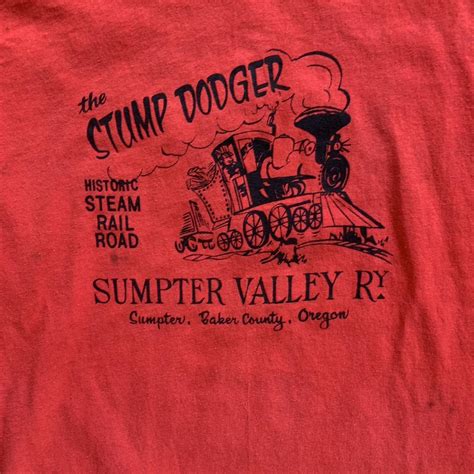 the
STUMP DODGER
HISTORIC
STEAM
RAIL
ROAD
SUMPTER VALLEY RY.
Sumpter, Baker County, Oregon